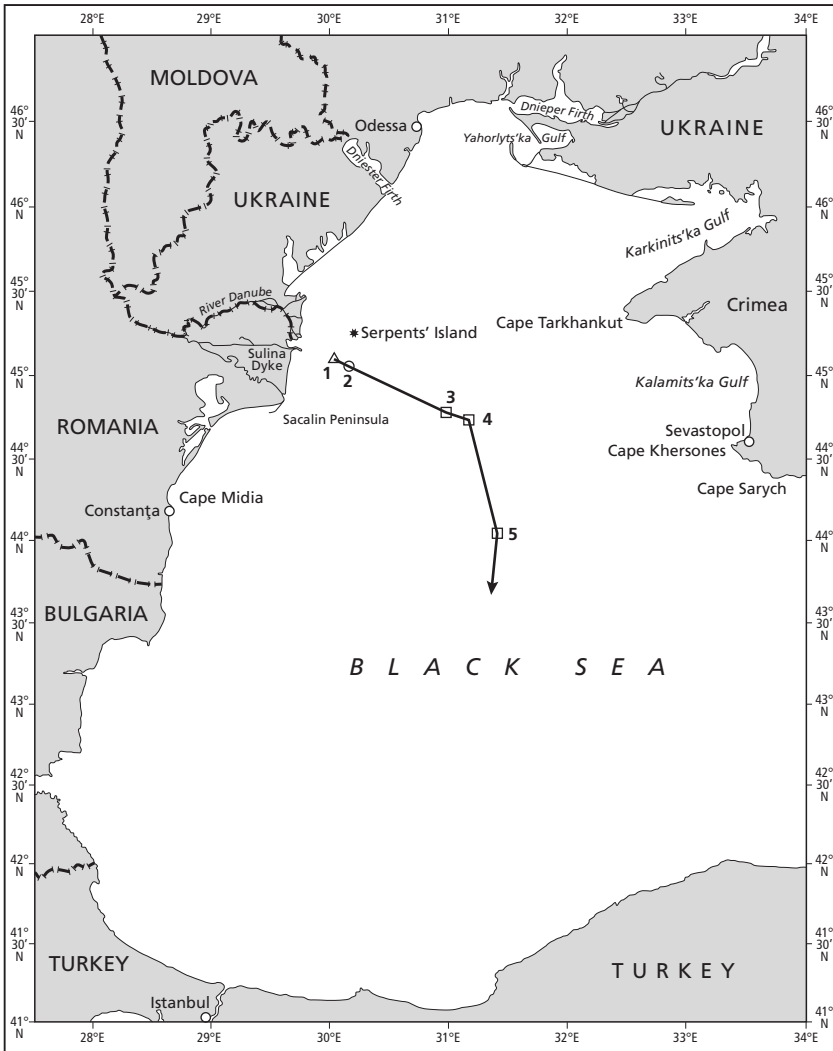 28°E 29°E 30°E 31°E 32°E 33°E 34°E
MOLDOVA
46°
30'
N
46°
30'
N
Odessa
Dnieper Firth
Yahorlyts'ka Gulf
UKRAINE
Dniester Firth
UKRAINE
46°
N
46°
N
Karkinits'ka Gulf
45°
30'
N
45°
30'
N
River Danube
Crimea
Serpents' Island
Cape Tarkhankut
Sulina
Dyke
45°
N
45°
N
1
2
Kalamits'ka Gulf
3
4
Sacalin Peninsula
ROMANIA
Sevastopol
Cape Khersones
44°
30'
N
44°
30'
N
Cape Sarych
Cape Midia
Constanţa
5
44°
N
44°
N
BULGARIA
43°
30'
N
43°
30'
N
BLACK SEA
43°
N
43°
N
42°
30'
N
42°
30'
N
42°
N
42°
N
41°
30'
N
41°
30'
N
TURKEY
TURKEY
Istanbul
41°
N
41°
N
28°E 29°E 30°E 31°E 32°E 33°E 34°E